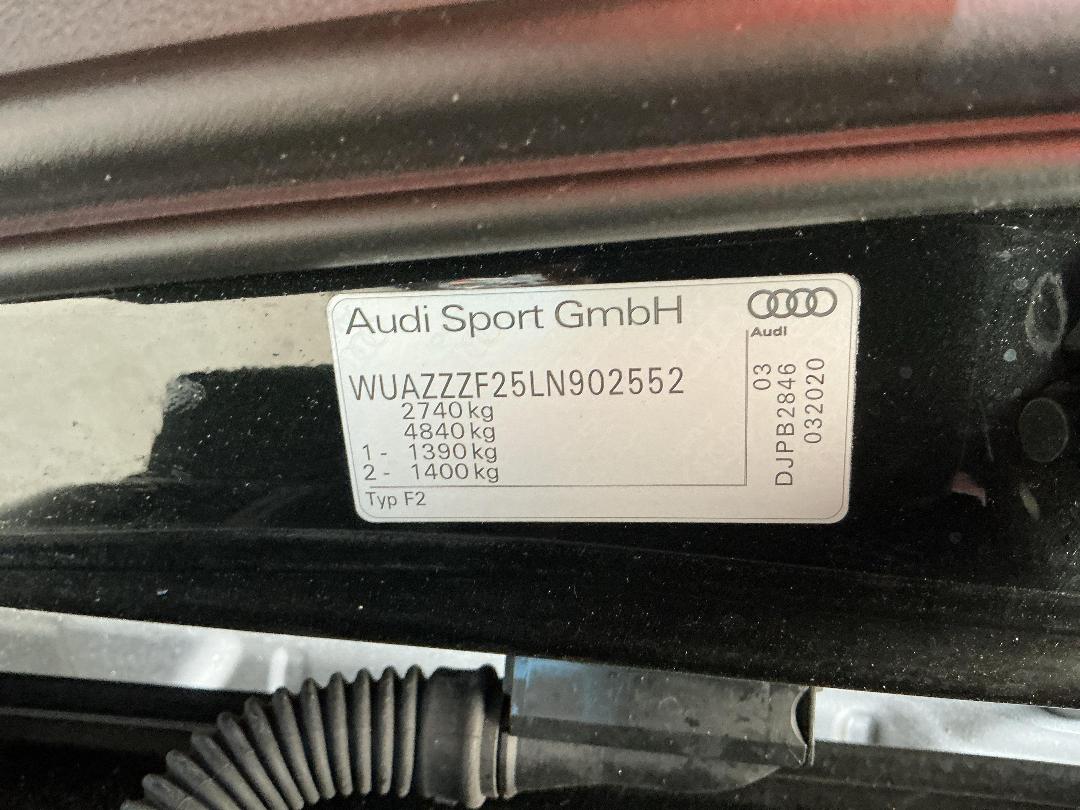 Audi Sport GmbH
Audi
WUAZZZF25LN902552
2740 kg
4840 kg
1 - 1390 kg
2 - 1400 kg
Typ F2
03
DJPB2846
032020